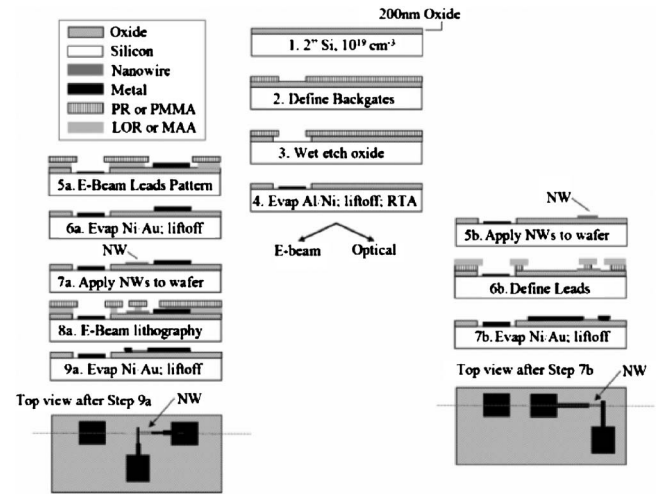 200nm Oxide
Oxide
Silicon
Nanowire
Metal
PR or PMMA
LOR or MAA
1. 2" Si, 10¹⁹ cm⁻³
2. Define Backgates
3. Wet etch oxide
4. Evap Al/Ni; liftoff; RTA
E-beam
Optical
5a. E-Beam Leads Pattern
6a. Evap Ni/Au; liftoff
NW
7a. Apply NWs to wafer
8a. E-Beam lithography
9a. Evap Ni/Au; liftoff
Top view after Step 9a
NW
NW
5b. Apply NWs to wafer
6b. Define Leads
7b. Evap Ni/Au; liftoff
Top view after Step 7b
NW